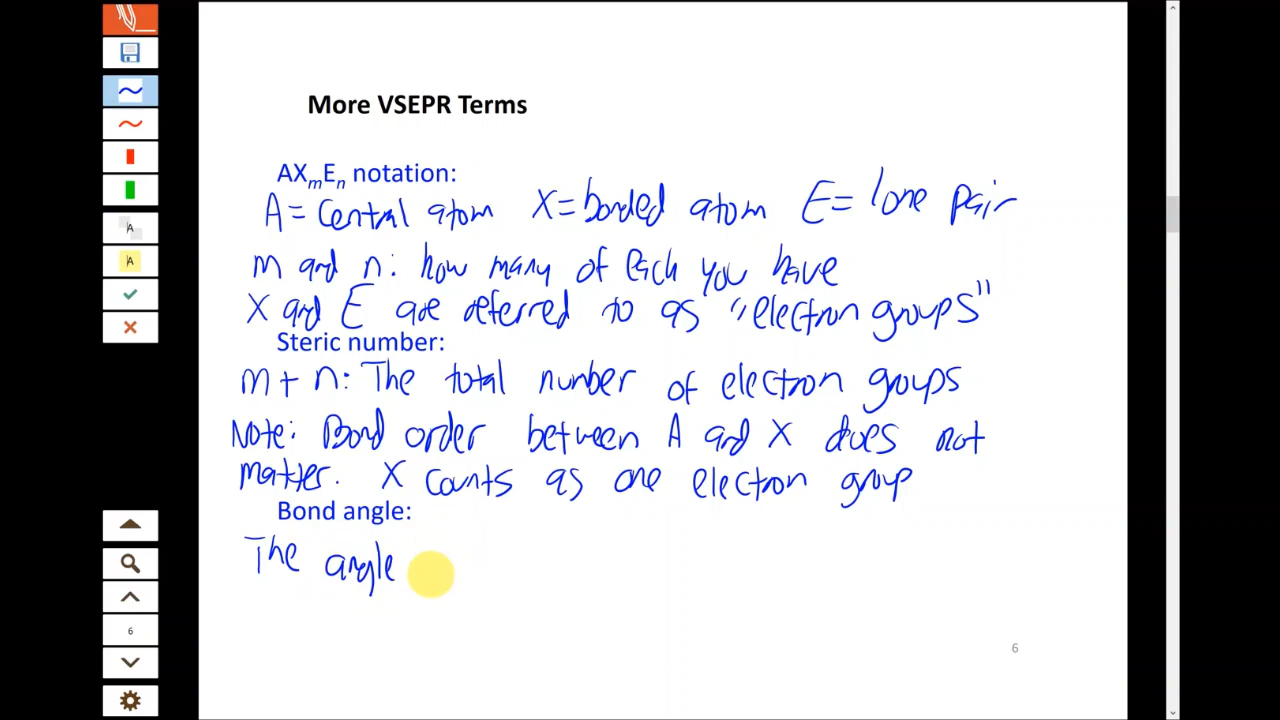 More VSEPR Terms
AXmEn notation:
A = Central atom X = bonded atom E = lone pair
m and n: how many of each you have
X and E are referred to as "electron groups"
Steric number:
m + n: The total number of electron groups
Note: Bond order between A and X does not
matter. X counts as one electron group
Bond angle:
The angle
A
A
6
6